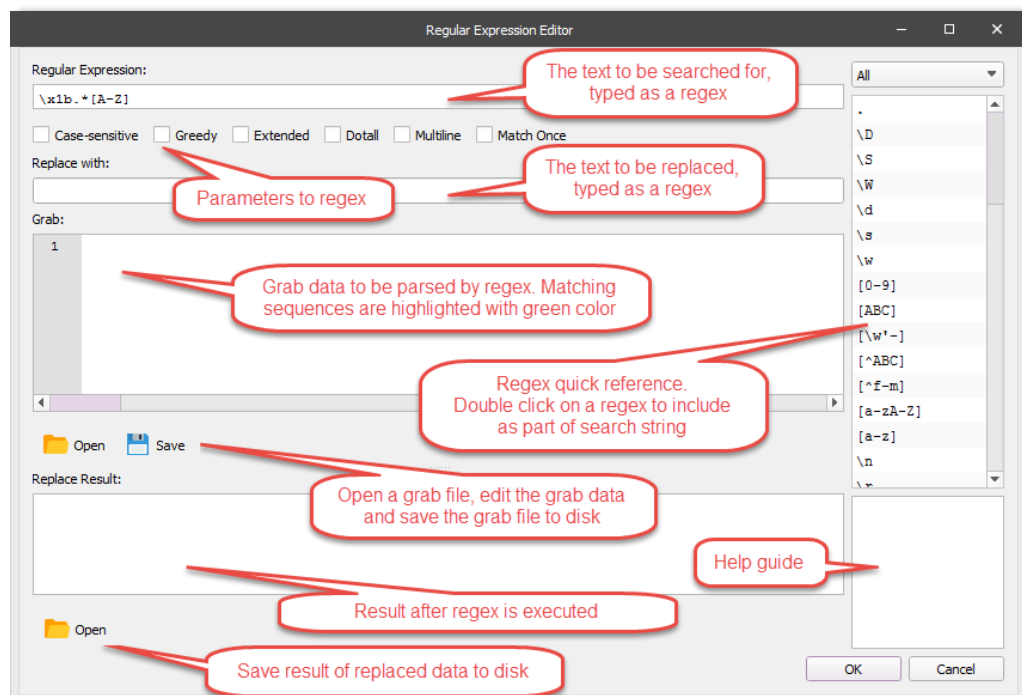 Regular Expression Editor
Regular Expression:
The text to be searched for,
typed as a regex
All
\x1b.*[A-Z]
Case-sensitive Greedy Extended Dotall Multiline Match Once
Replace with:
The text to be replaced,
typed as a regex
Parameters to regex
Grab:
1
Grab data to be parsed by regex. Matching
sequences are highlighted with green color
.
\D
\S
\W
\d
\s
\w
[0-9]
[ABC]
[\w'-]
[^ABC]
[^f-m]
[a-zA-Z]
[a-z]
\n
\r
Regex quick reference.
Double click on a regex to include
as part of search string
Open Save
Replace Result:
Open a grab file, edit the grab data
and save the grab file to disk
Help guide
Result after regex is executed
Open
Save result of replaced data to disk
OK Cancel